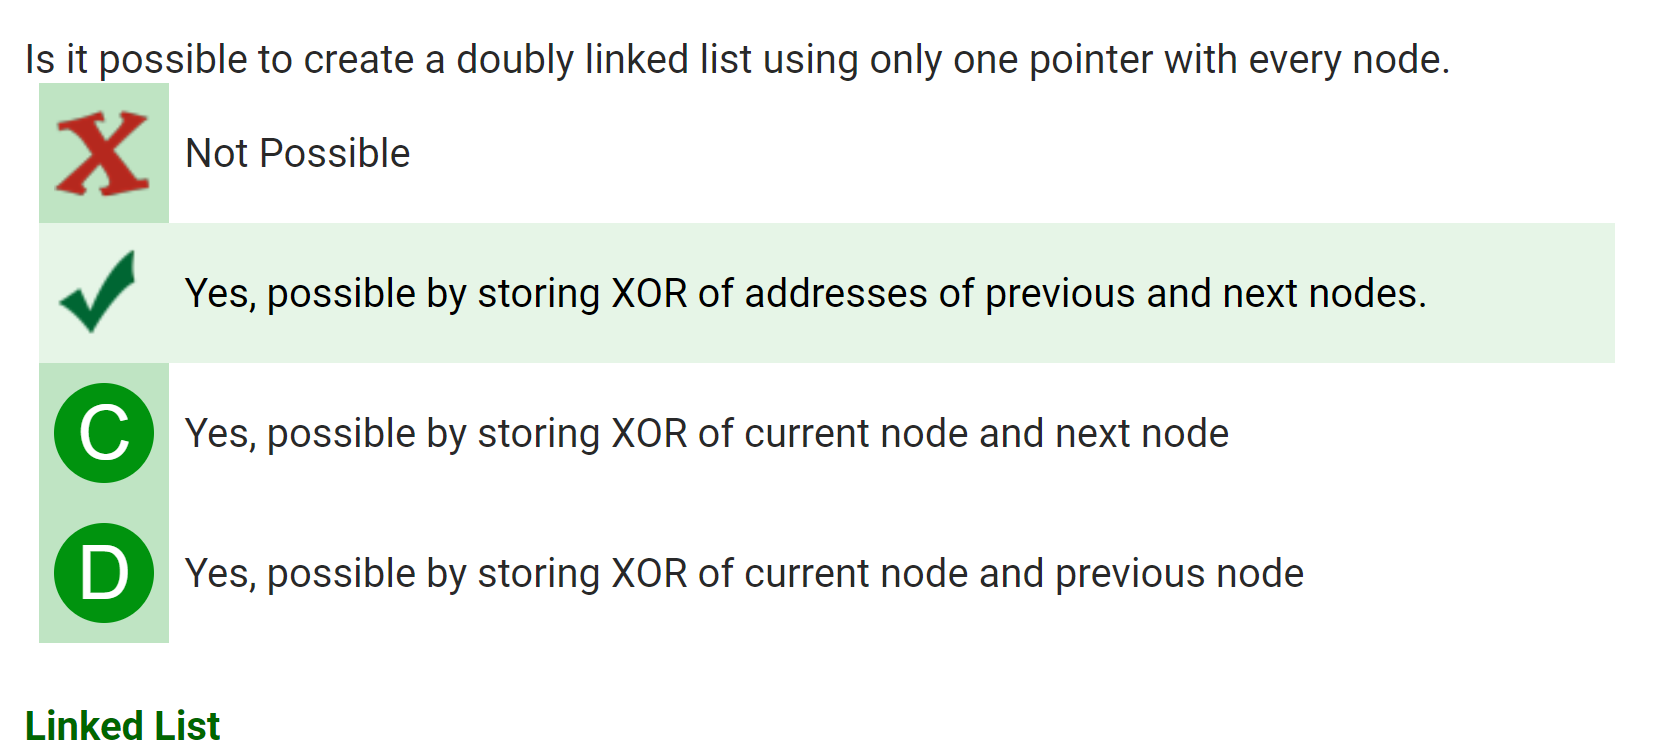 Is it possible to create a doubly linked list using only one pointer with every node.
X Not Possible
Yes, possible by storing XOR of addresses of previous and next nodes.
C Yes, possible by storing XOR of current node and next node
D Yes, possible by storing XOR of current node and previous node
Linked List